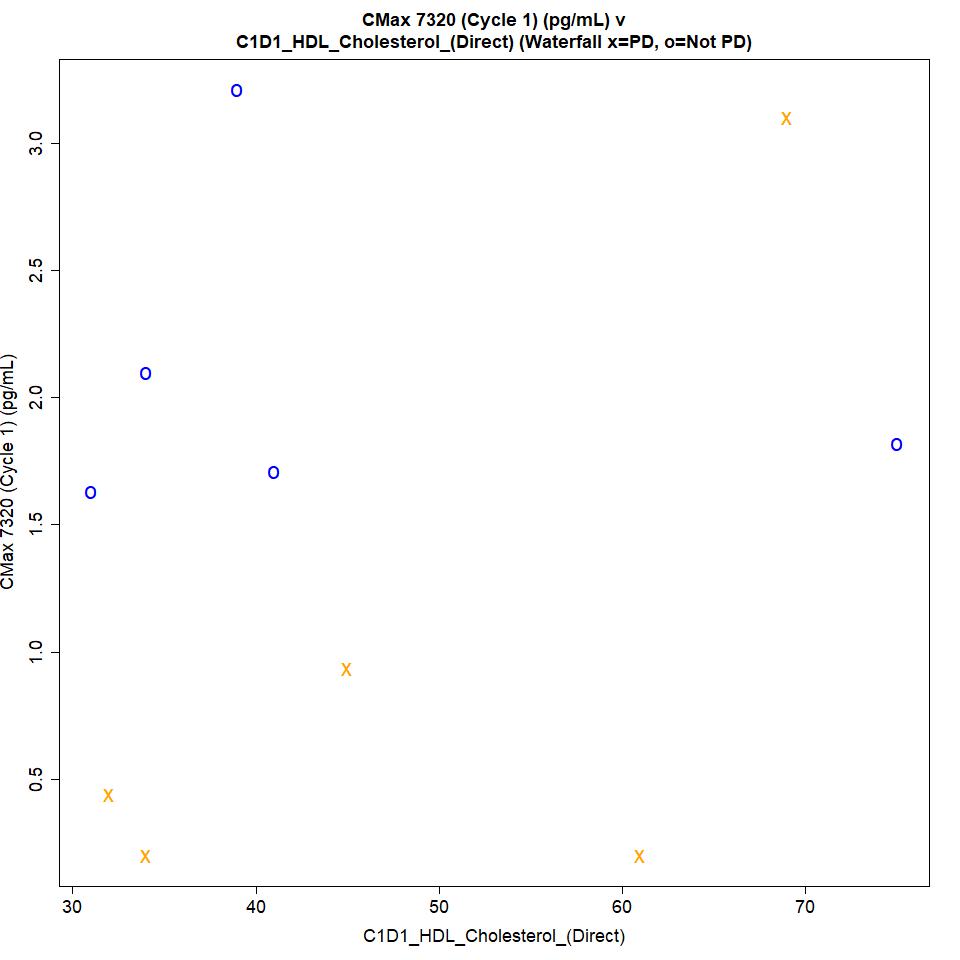 CMax 7320 (Cycle 1) (pg/mL) v
C1D1_HDL_Cholesterol_(Direct) (Waterfall x=PD, o=Not PD)
CMax 7320 (Cycle 1) (pg/mL)
3.0
2.5
2.0
1.5
1.0
0.5
O
X
O
O
O
O
X
X
X
X
30
40
50
60
70
C1D1_HDL_Cholesterol_(Direct)